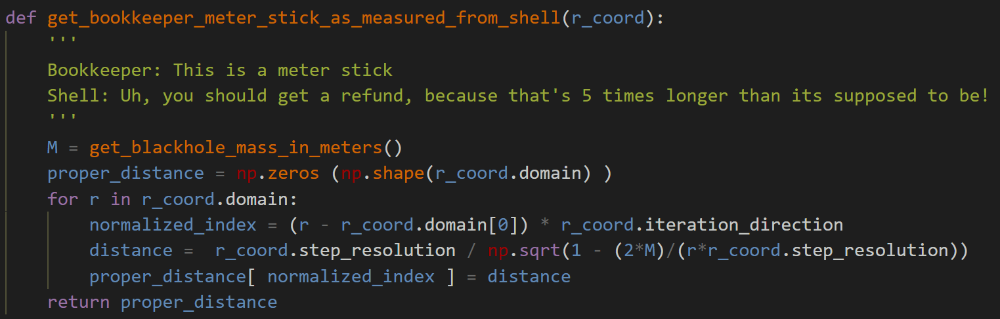 def get_bookkeeper_meter_stick_as_measured_from_shell(r_coord):
    '''
    Bookkeeper: This is a meter stick
    Shell: Uh, you should get a refund, because that's 5 times longer than its supposed to be!
    '''
    M = get_blackhole_mass_in_meters()
    proper_distance = np.zeros (np.shape(r_coord.domain) )
    for r in r_coord.domain:
        normalized_index = (r - r_coord.domain[0]) * r_coord.iteration_direction
        distance =  r_coord.step_resolution / np.sqrt(1 - (2*M)/(r*r_coord.step_resolution))
        proper_distance[ normalized_index ] = distance
    return proper_distance